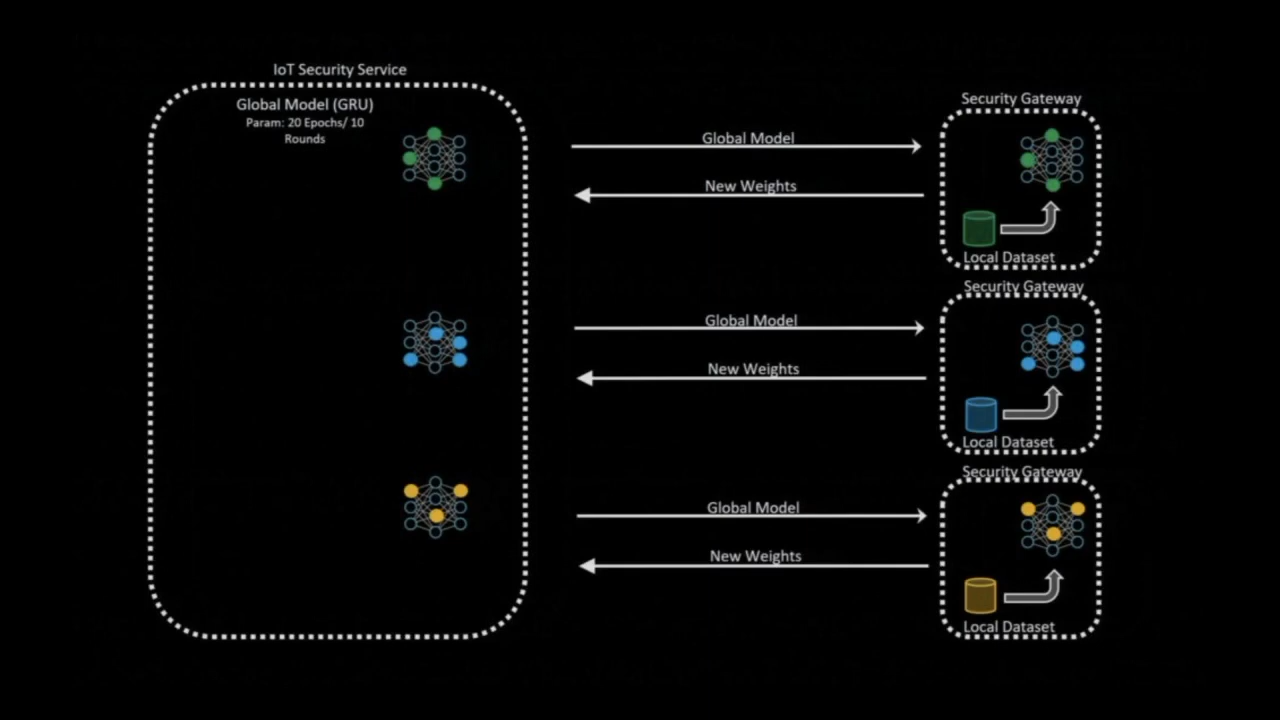 IoT Security Service
Global Model (GRU)
Param: 20 Epochs/ 10
Rounds
Global Model
New Weights
Security Gateway
Local Dataset
Global Model
New Weights
Security Gateway
Local Dataset
Global Model
New Weights
Security Gateway
Local Dataset